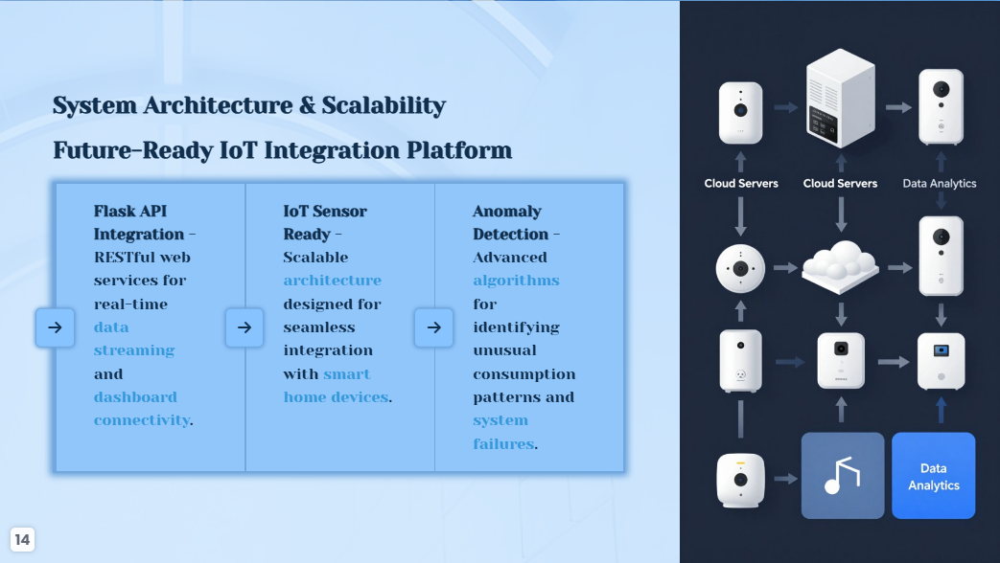 System Architecture & Scalability
Future-Ready IoT Integration Platform
Flask API
Integration -
RESTful web
services for
real-time
data
streaming
and
dashboard
connectivity.
IoT Sensor
Ready -
Scalable
architecture
designed for
seamless
integration
with smart
home devices.
Anomaly
Detection -
Advanced
algorithms
for
identifying
unusual
consumption
patterns and
system
failures.
14
Cloud Servers
Cloud Servers
Data Analytics
Data
Analytics